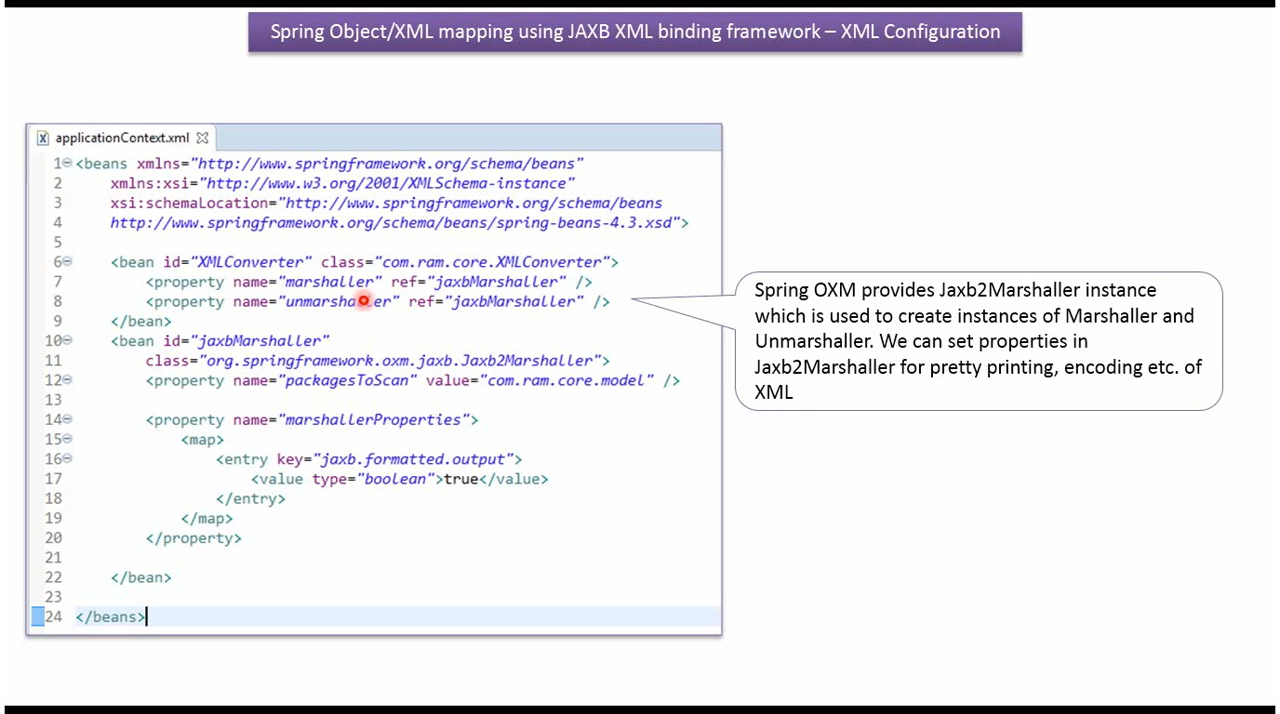 Spring Object/XML mapping using JAXB XML binding framework – XML Configuration
applicationContext.xml
1 <beans xmlns="http://www.springframework.org/schema/beans"
2 xmlns:xsi="http://www.w3.org/2001/XMLSchema-instance"
3 xsi:schemaLocation="http://www.springframework.org/schema/beans
4 http://www.springframework.org/schema/beans/spring-beans-4.3.xsd">
5
6 <bean id="XMLConverter" class="com.ram.core.XMLConverter">
7 <property name="marshaller" ref="jaxbMarshaller" />
8 <property name="unmarshaller" ref="jaxbMarshaller" />
9 </bean>
10 <bean id="jaxbMarshaller"
11 class="org.springframework.oxm.jaxb.Jaxb2Marshaller">
12 <property name="packagesToScan" value="com.ram.core.model" />
13
14 <property name="marshallerProperties">
15 <map>
16 <entry key="jaxb.formatted.output">
17 <value type="boolean">true</value>
18 </entry>
19 </map>
20 </property>
21
22 </bean>
23
24 </beans>
Spring OXM provides Jaxb2Marshaller instance
which is used to create instances of Marshaller and
Unmarshaller. We can set properties in
Jaxb2Marshaller for pretty printing, encoding etc. of
XML